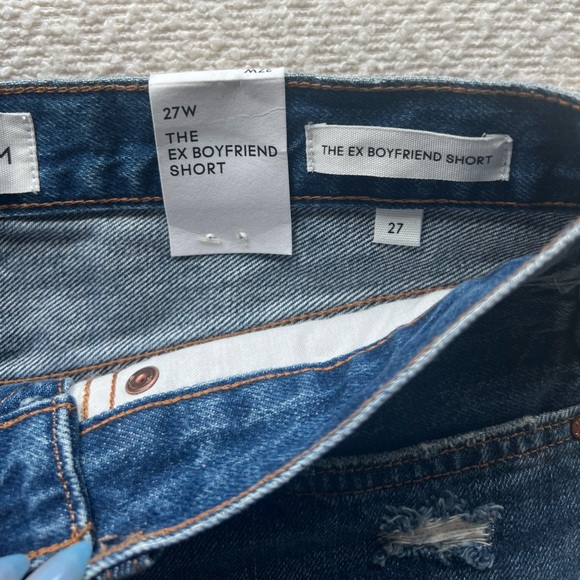 27W
THE
EX BOYFRIEND
SHORT
THE EX BOYFRIEND SHORT
27